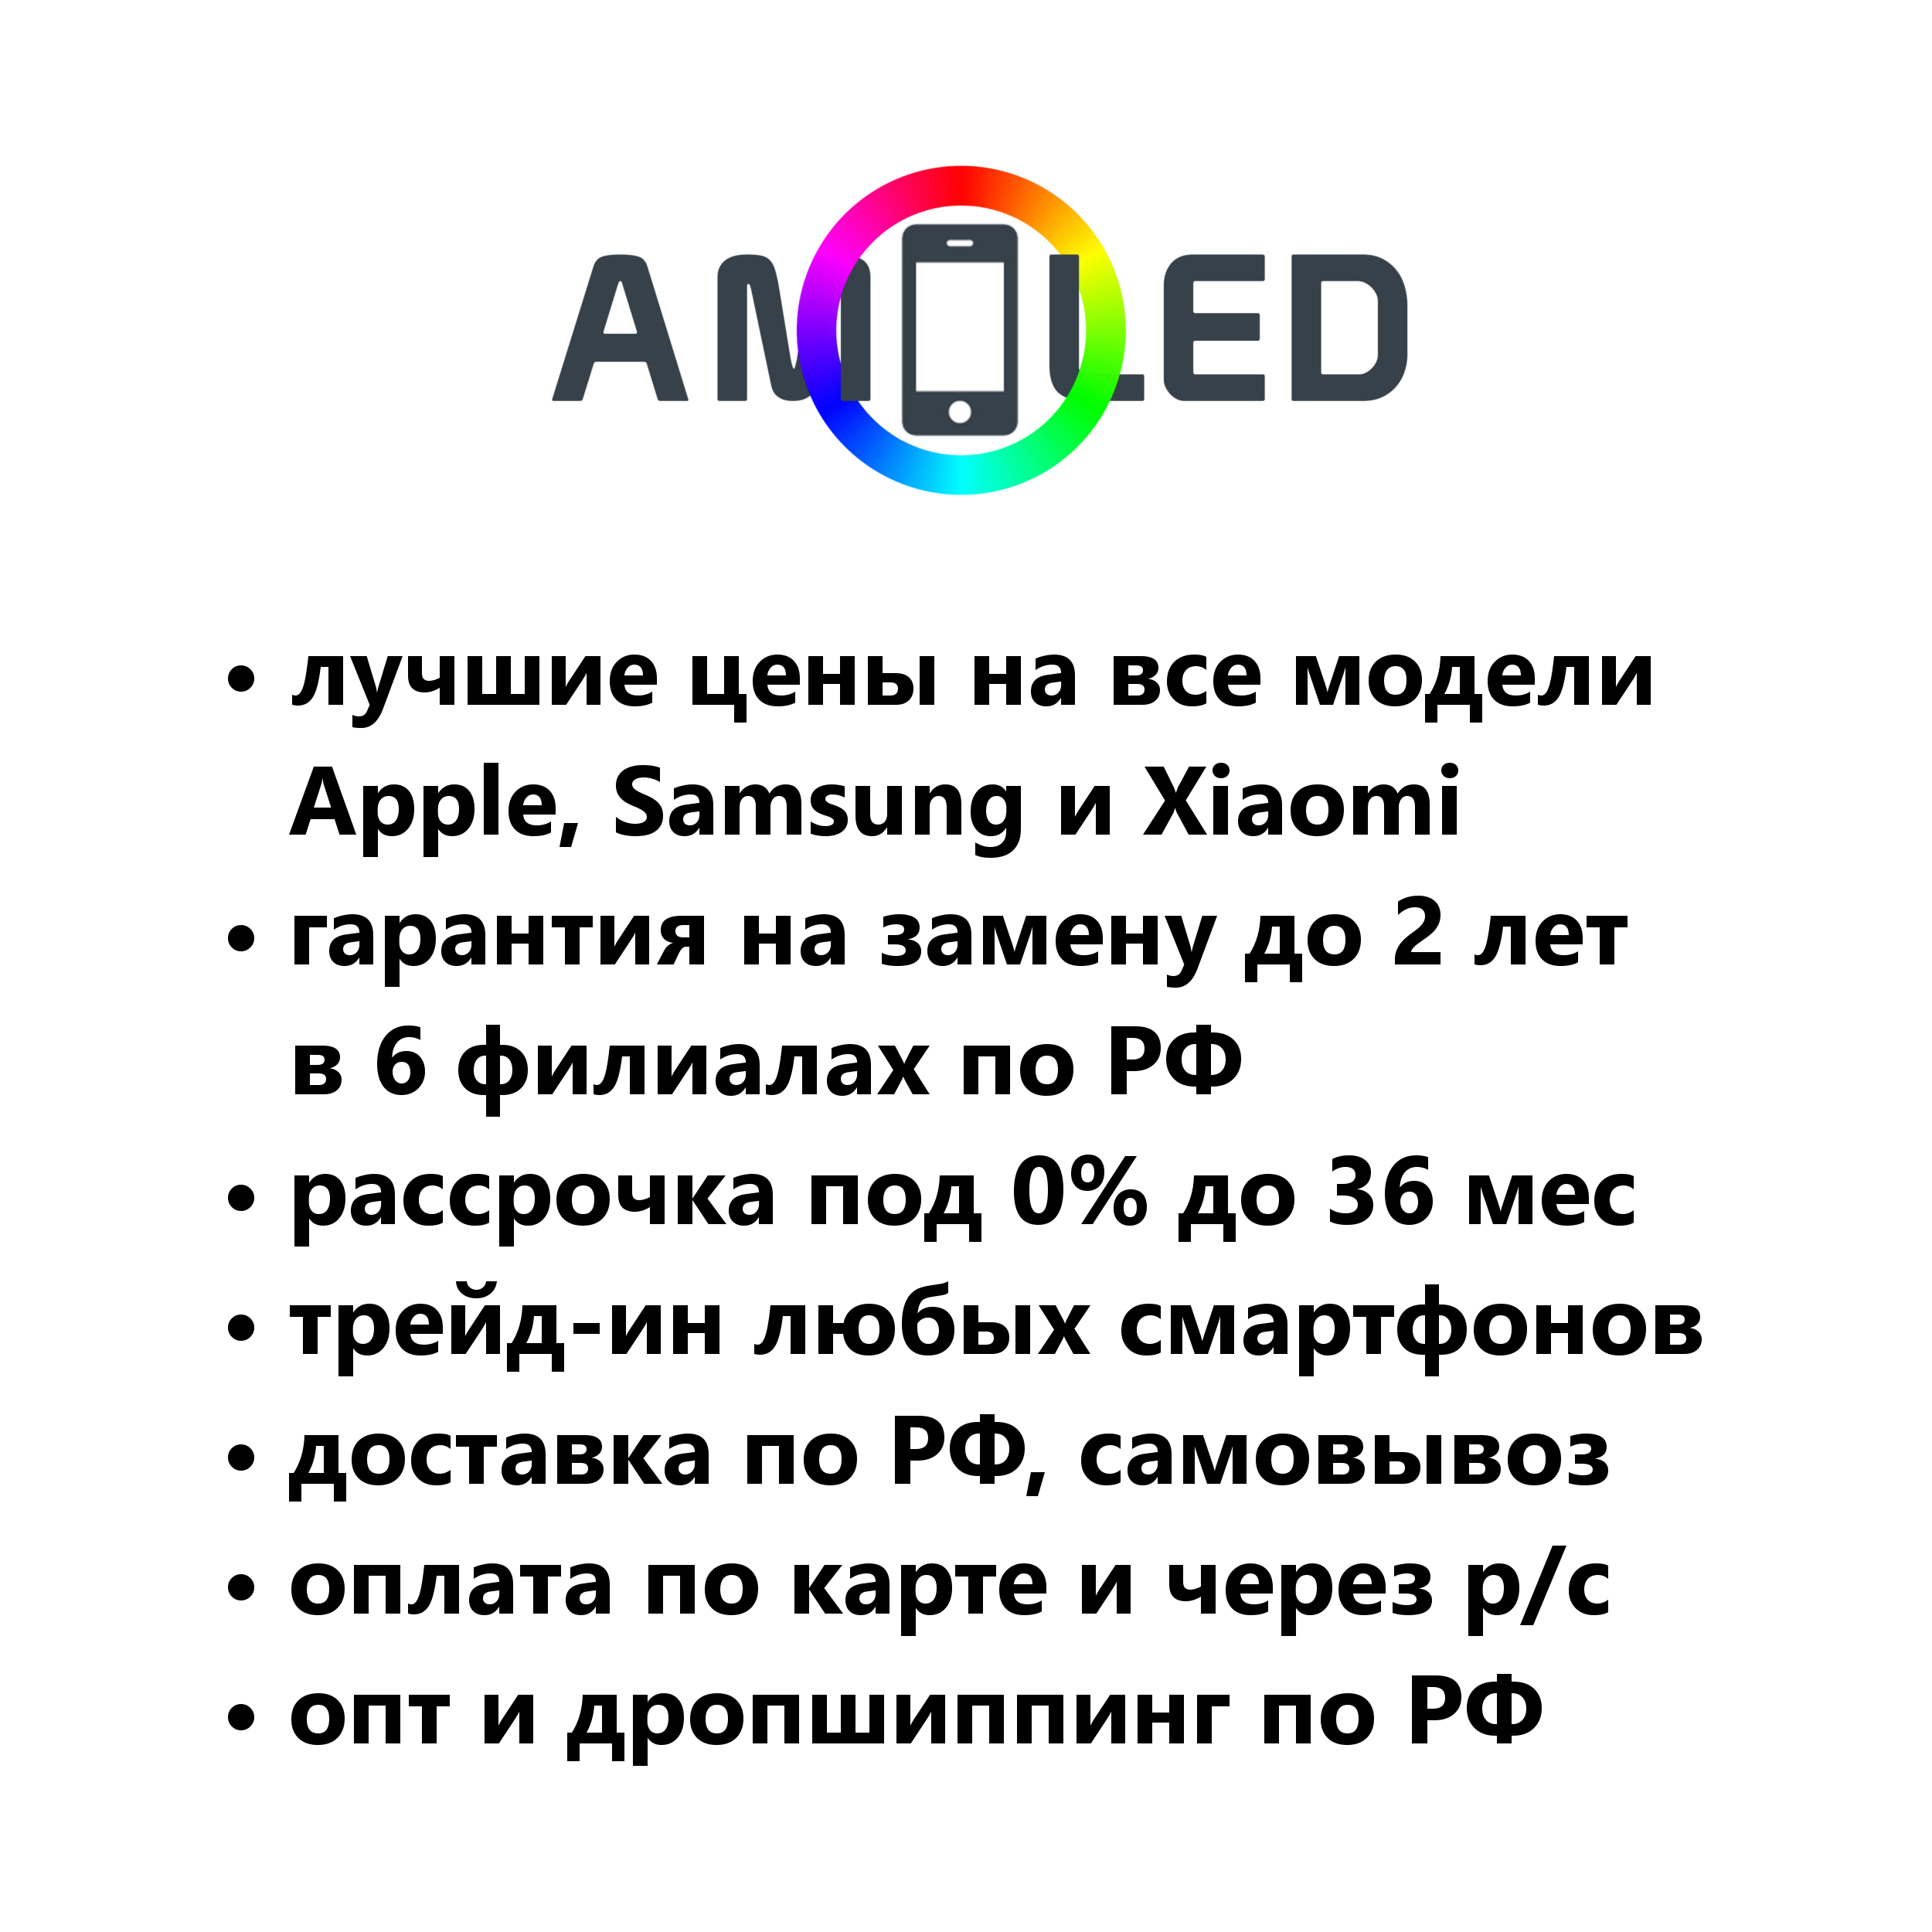 AMOLED
• лучшие цены на все модели
Apple, Samsung и Xiaomi
• гарантия на замену до 2 лет
в 6 филиалах по РФ
• рассрочка под 0% до 36 мес
• трейд-ин любых смартфонов
• доставка по РФ, самовывоз
• оплата по карте и через р/с
• опт и дропшиппинг по РФ